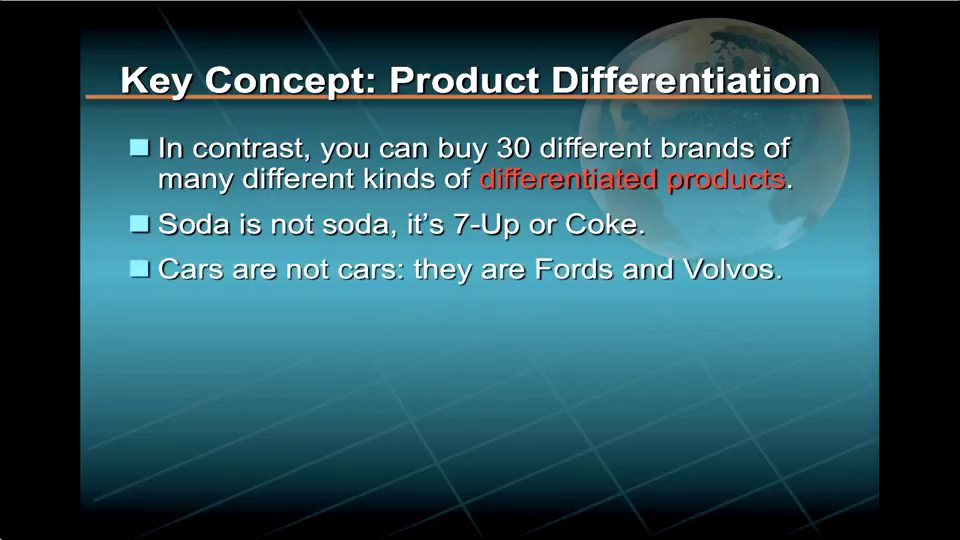 Key Concept: Product Differentiation
In contrast, you can buy 30 different brands of
many different kinds of differentiated products.
Soda is not soda, it’s 7-Up or Coke.
Cars are not cars: they are Fords and Volvos.